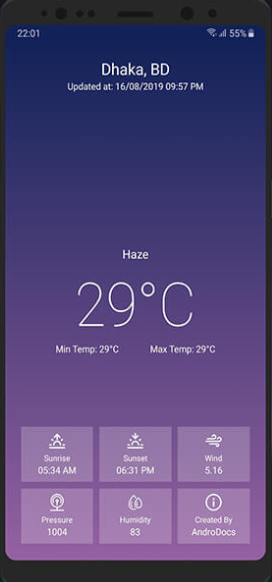 22:01 55%
Dhaka, BD
Updated at: 16/08/2019 09:57 PM
Haze
29°C
Min Temp: 29°C Max Temp: 29°C
Sunrise Sunset Wind
05:34 AM 06:31 PM 5.16
Pressure Humidity Created By
1004 83 AndroDocs